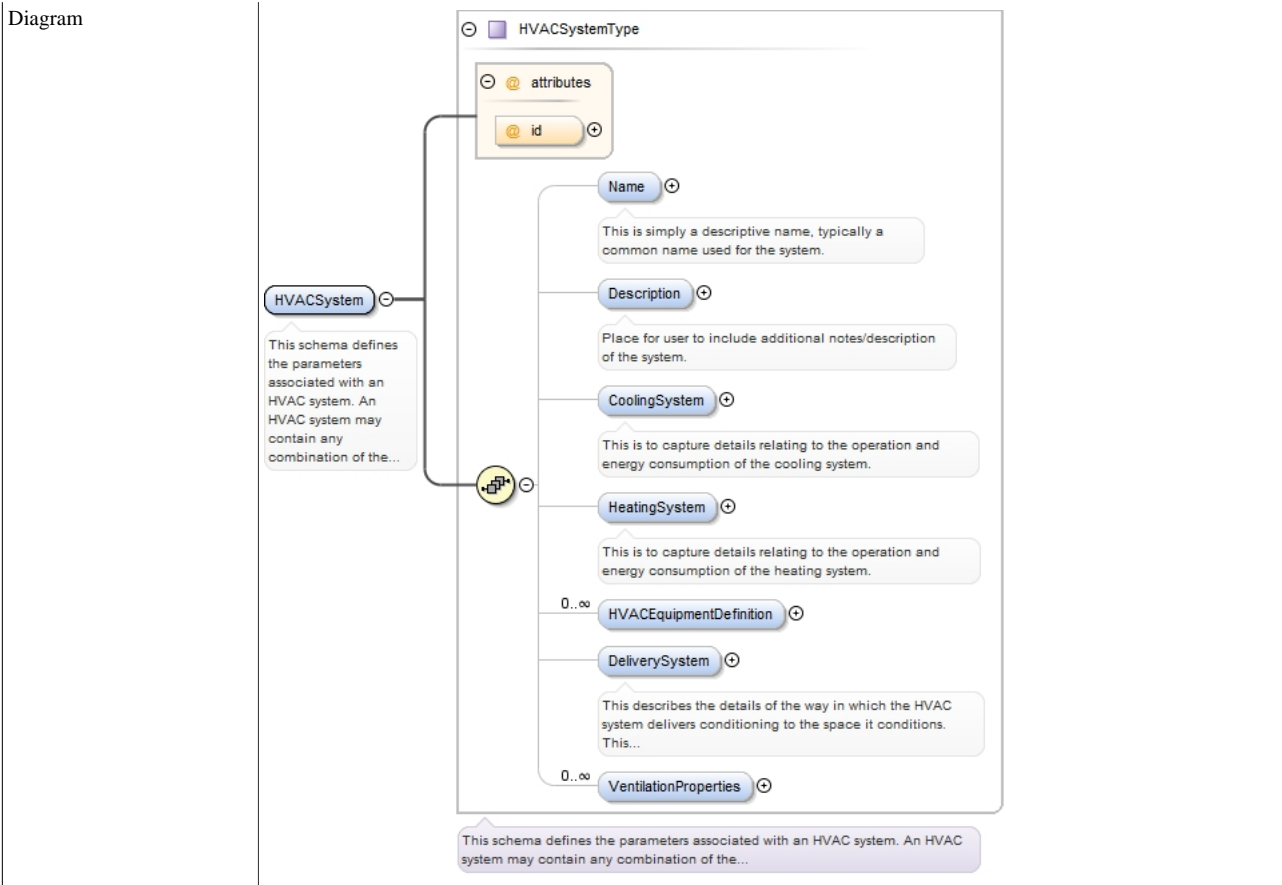 Diagram
HVACSystemType
@ attributes
@ id
Name
This is simply a descriptive name, typically a
common name used for the system.
Description
Place for user to include additional notes/description
of the system.
HVACSystem
This schema defines
the parameters
associated with an
HVAC system. An
HVAC system may
contain any
combination of the...
CoolingSystem
This is to capture details relating to the operation and
energy consumption of the cooling system.
HeatingSystem
This is to capture details relating to the operation and
energy consumption of the heating system.
0..∞
HVACEquipmentDefinition
DeliverySystem
This describes the details of the way in which the HVAC
system delivers conditioning to the space it conditions.
This...
0..∞
VentilationProperties
This schema defines the parameters associated with an HVAC system. An HVAC
system may contain any combination of the...